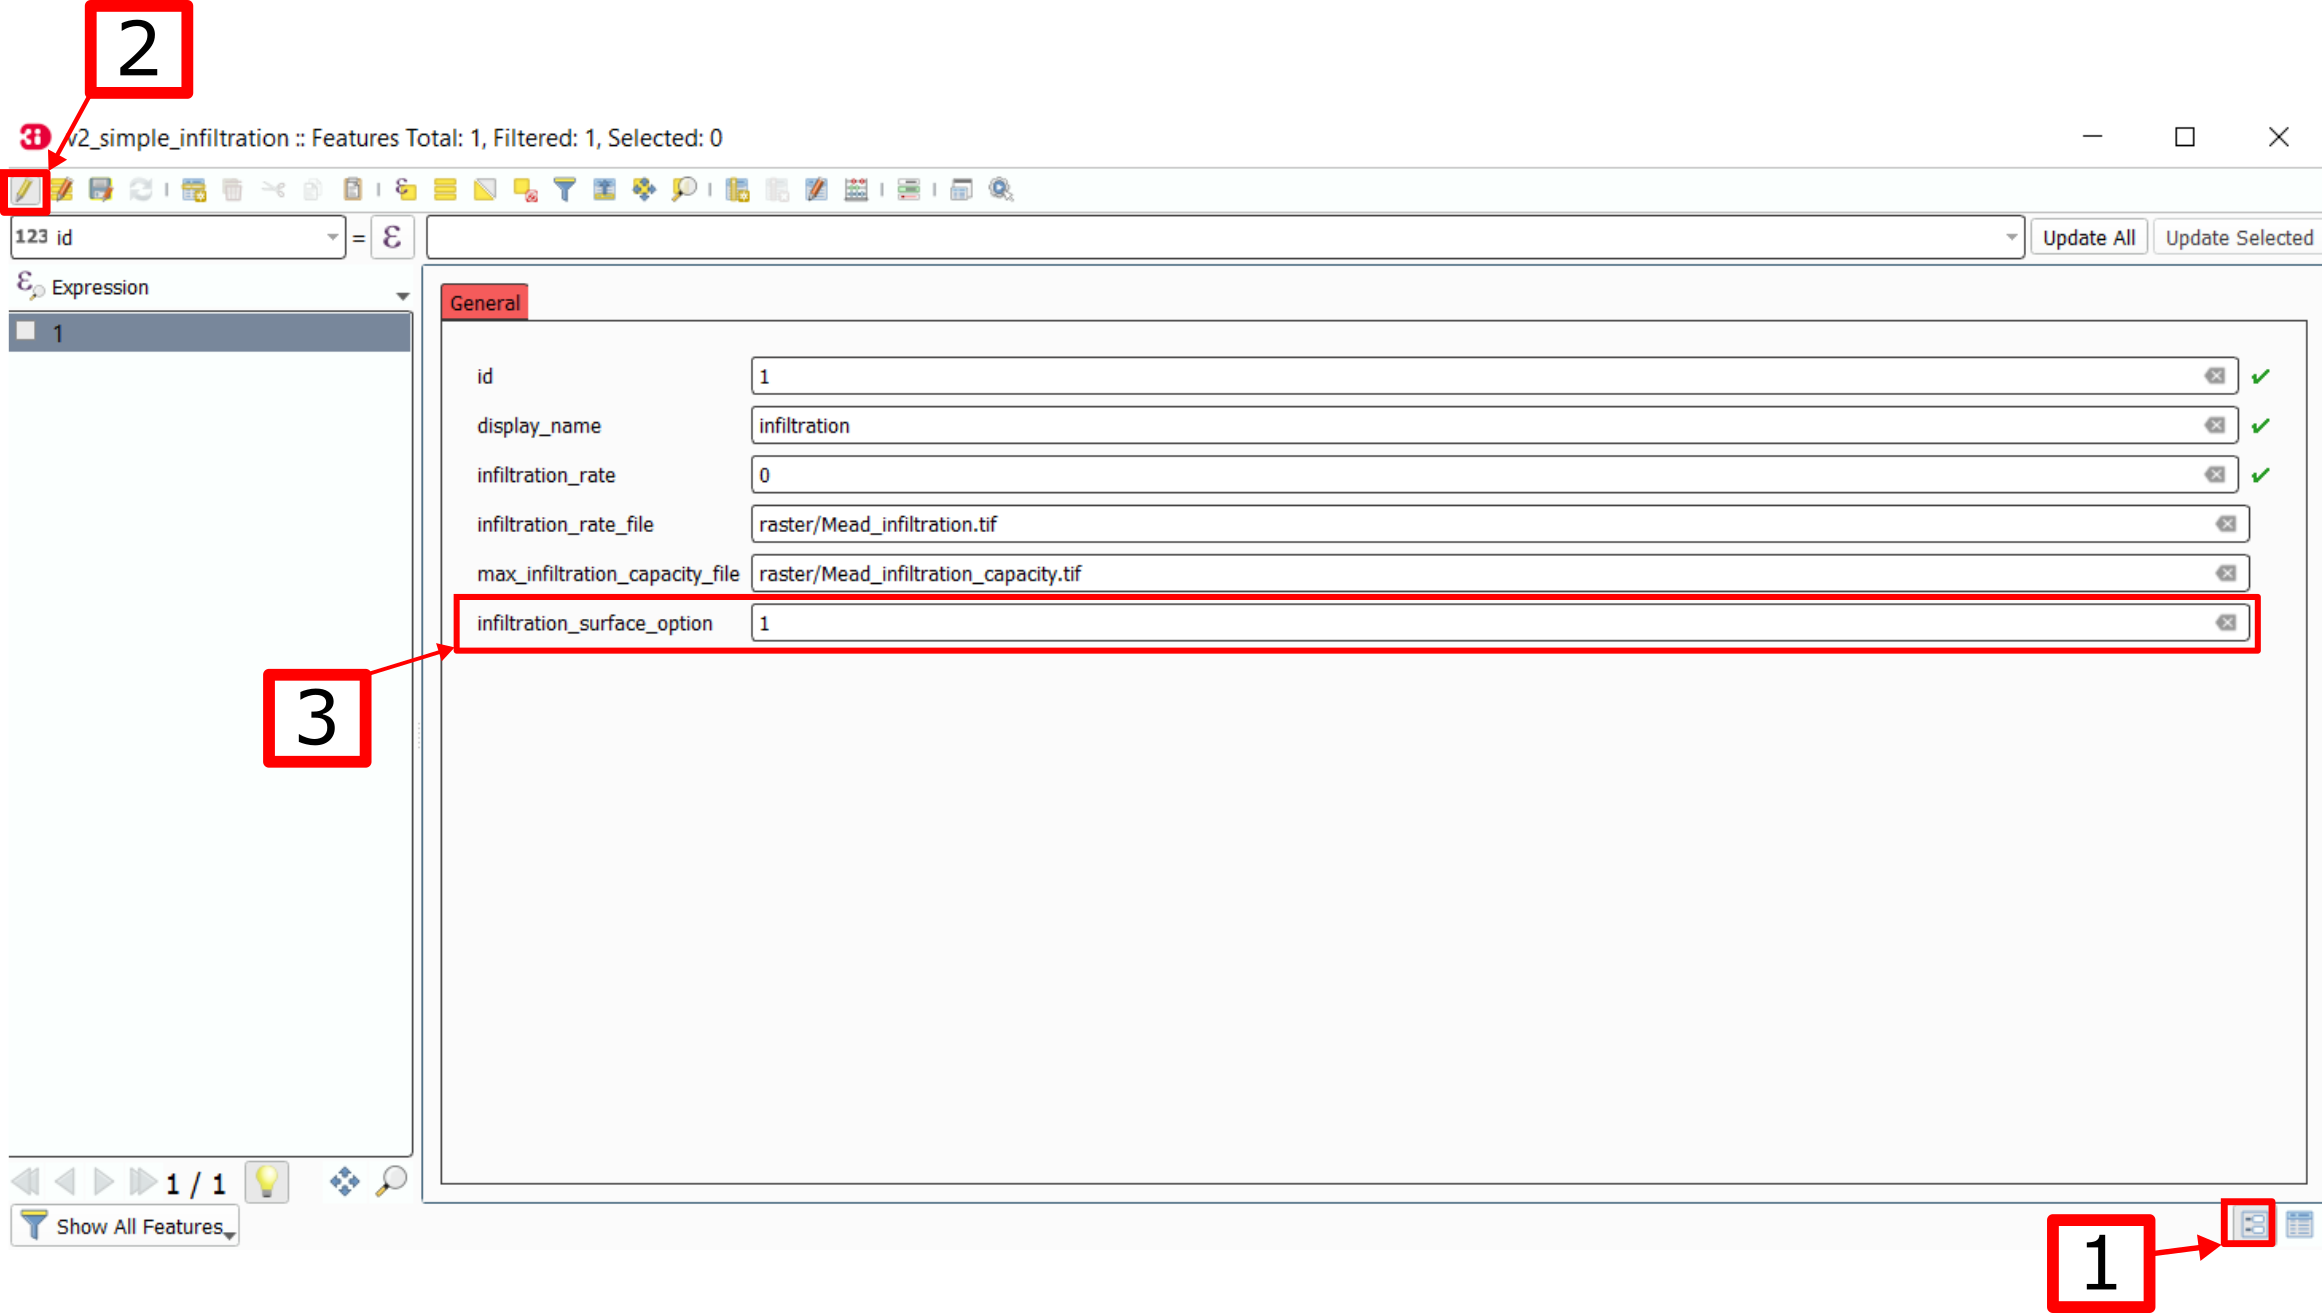 2
3i v2_simple_infiltration :: Features Total: 1, Filtered: 1, Selected: 0
123 id = ε Update All Update Selected
ε Expression
1
General
id 1
display_name infiltration
infiltration_rate 0
infiltration_rate_file raster/Mead_infiltration.tif
max_infiltration_capacity_file raster/Mead_infiltration_capacity.tif
infiltration_surface_option 1
3
1 / 1
Show All Features
1